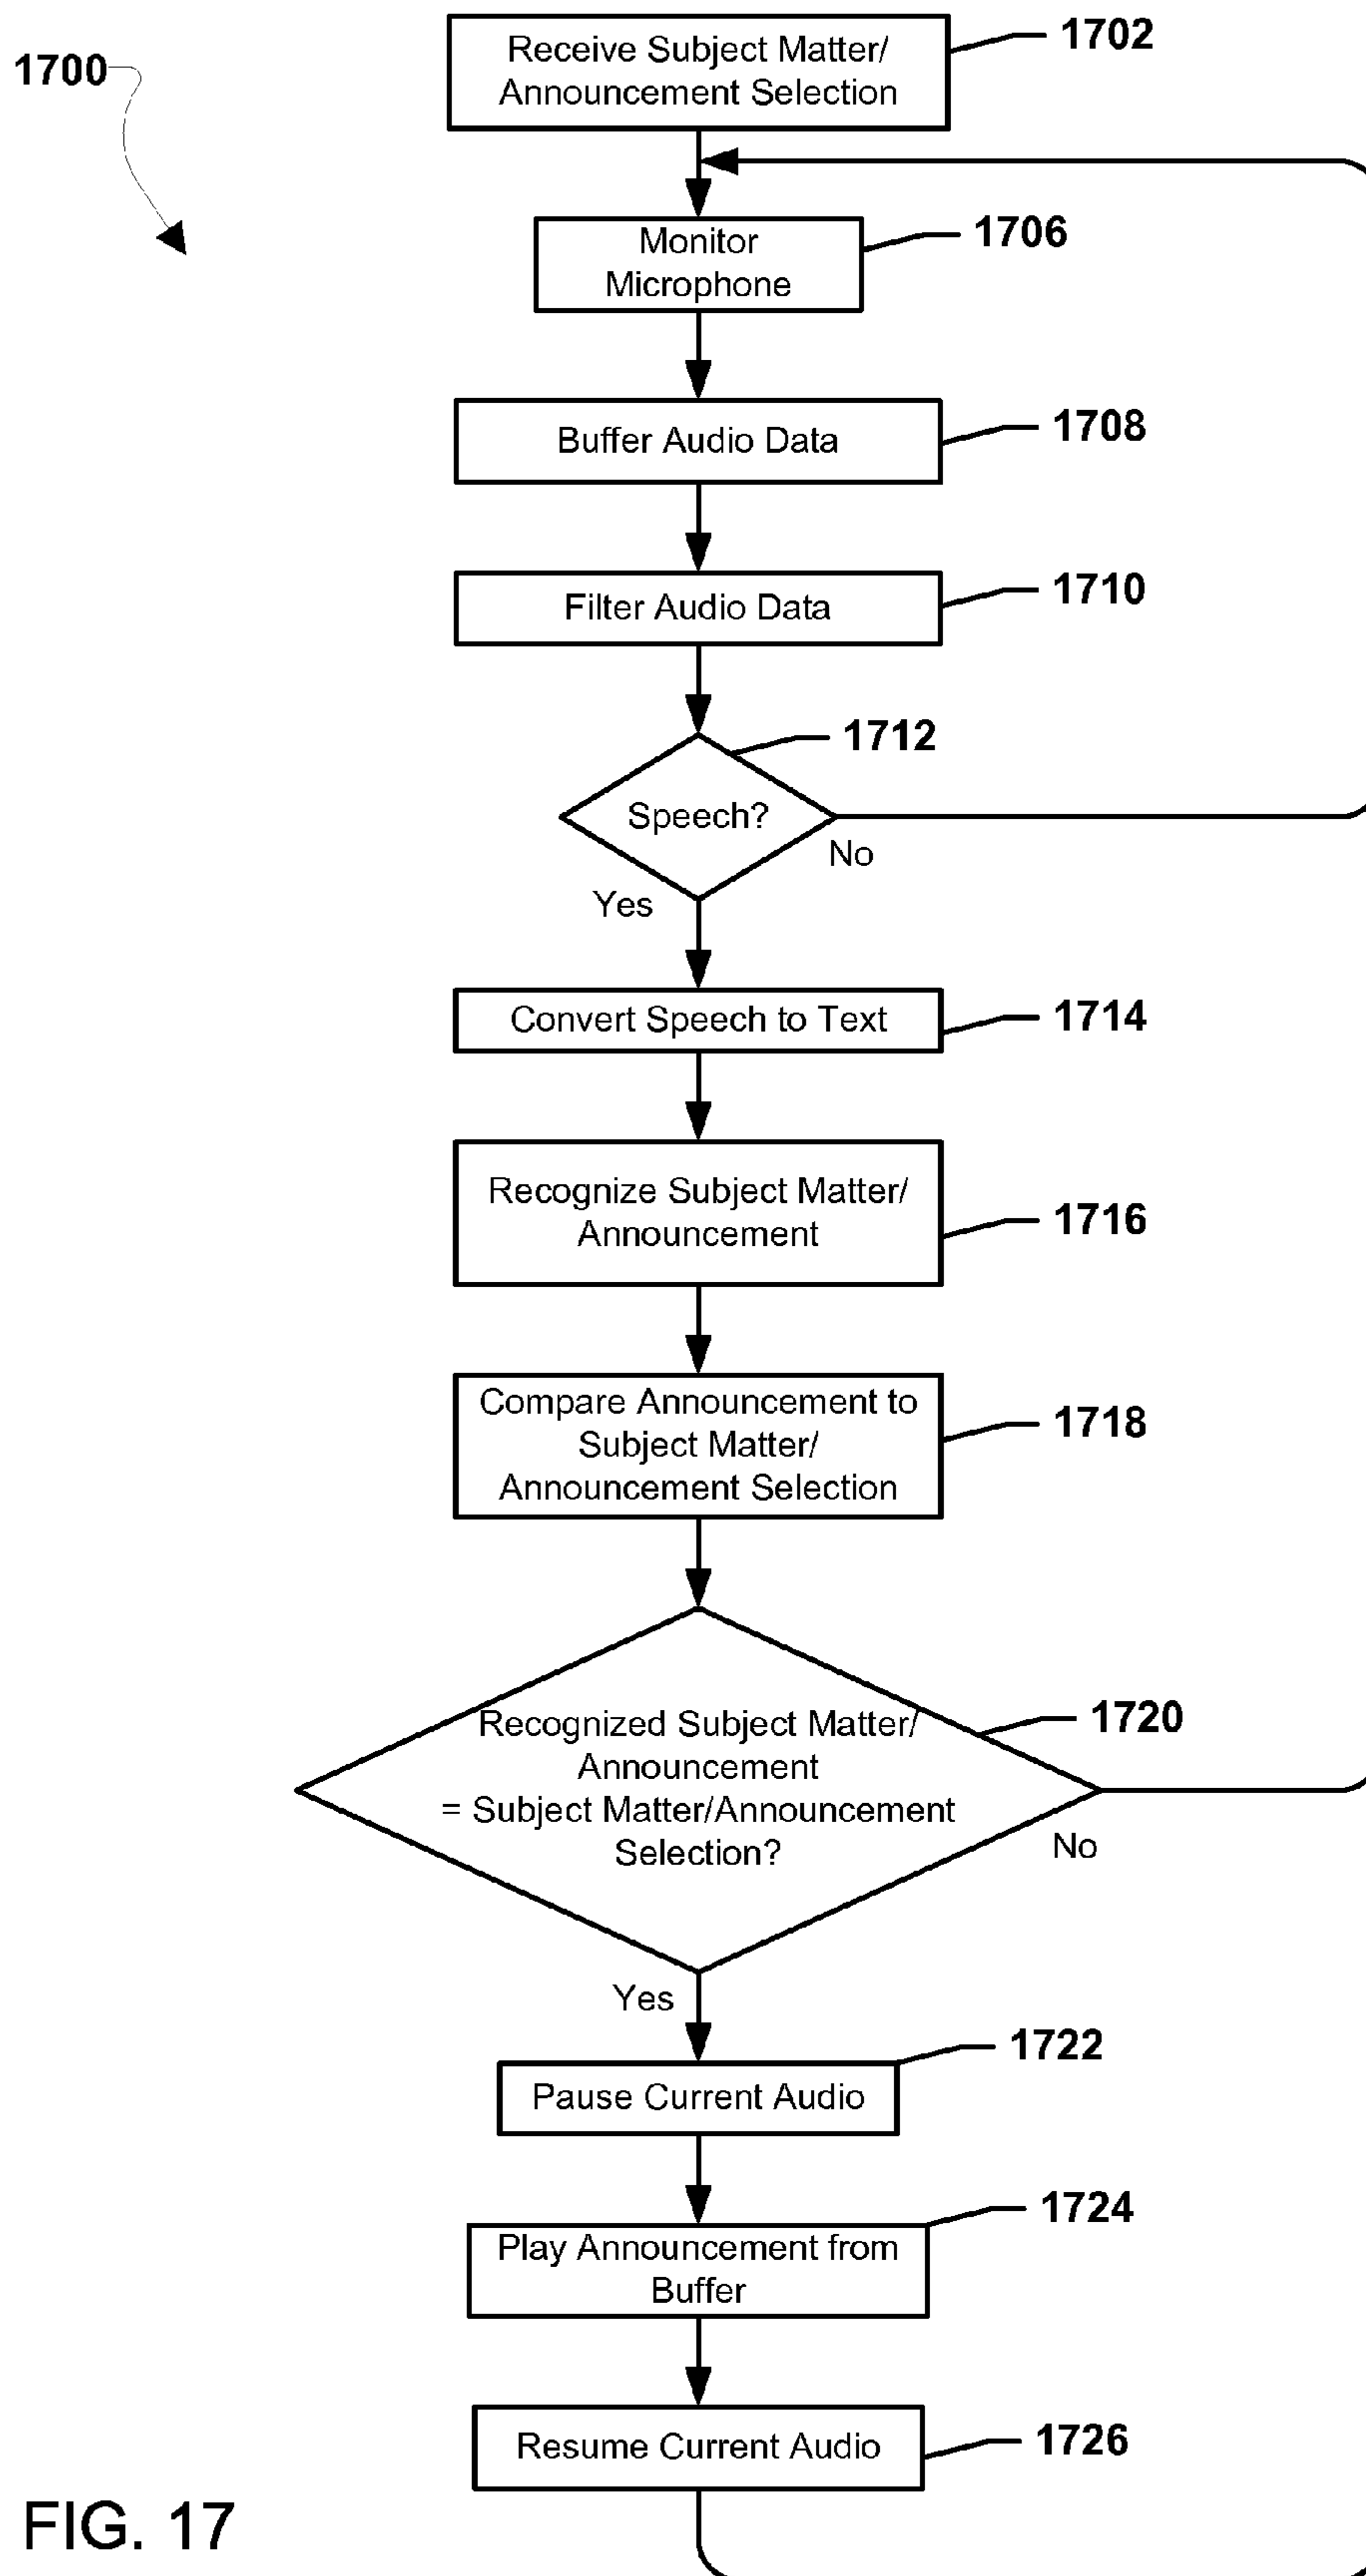 1700
Receive Subject Matter/
Announcement Selection
1702
Monitor
Microphone
1706
Buffer Audio Data
1708
Filter Audio Data
1710
1712
Speech?
No
Yes
Convert Speech to Text
1714
Recognize Subject Matter/
Announcement
1716
Compare Announcement to
Subject Matter/
Announcement Selection
1718
Recognized Subject Matter/
Announcement
= Subject Matter/Announcement
Selection?
1720
No
Yes
1722
Pause Current Audio
1724
Play Announcement from
Buffer
Resume Current Audio
1726
FIG. 17